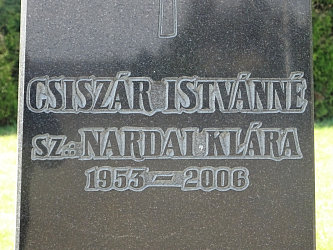 CSISZÁR ISTVÁNNÉ
SZ.: NARDAI KLÁRA
1953 – 2006